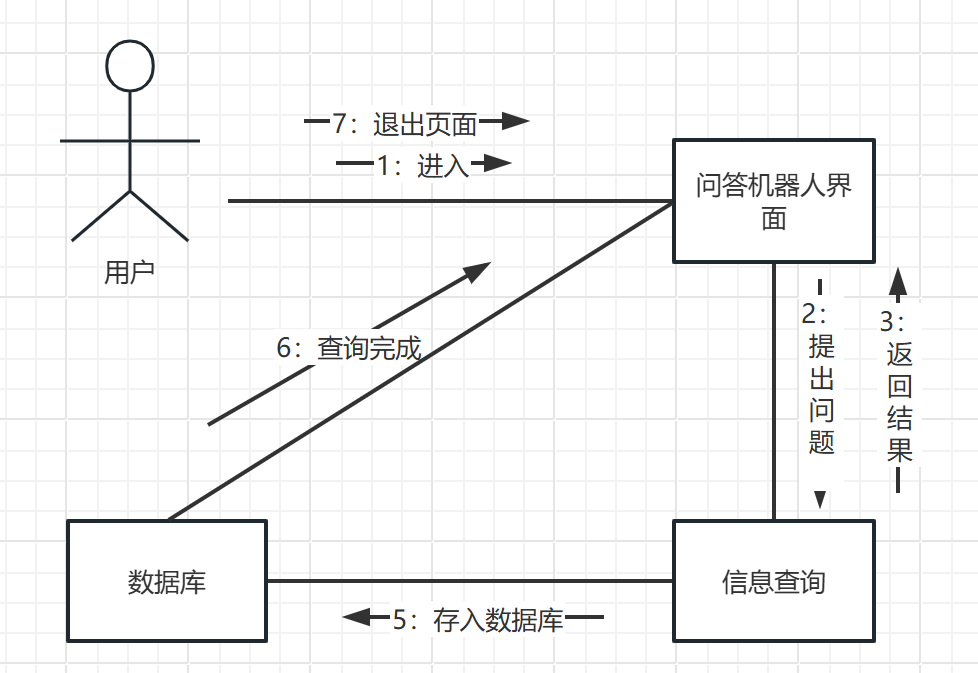 7：退出页面
1：进入
问答机器人界
面
用户
6：查询完成
2：
提
出
问
题
3：
返
回
结
果
数据库
信息查询
5：存入数据库